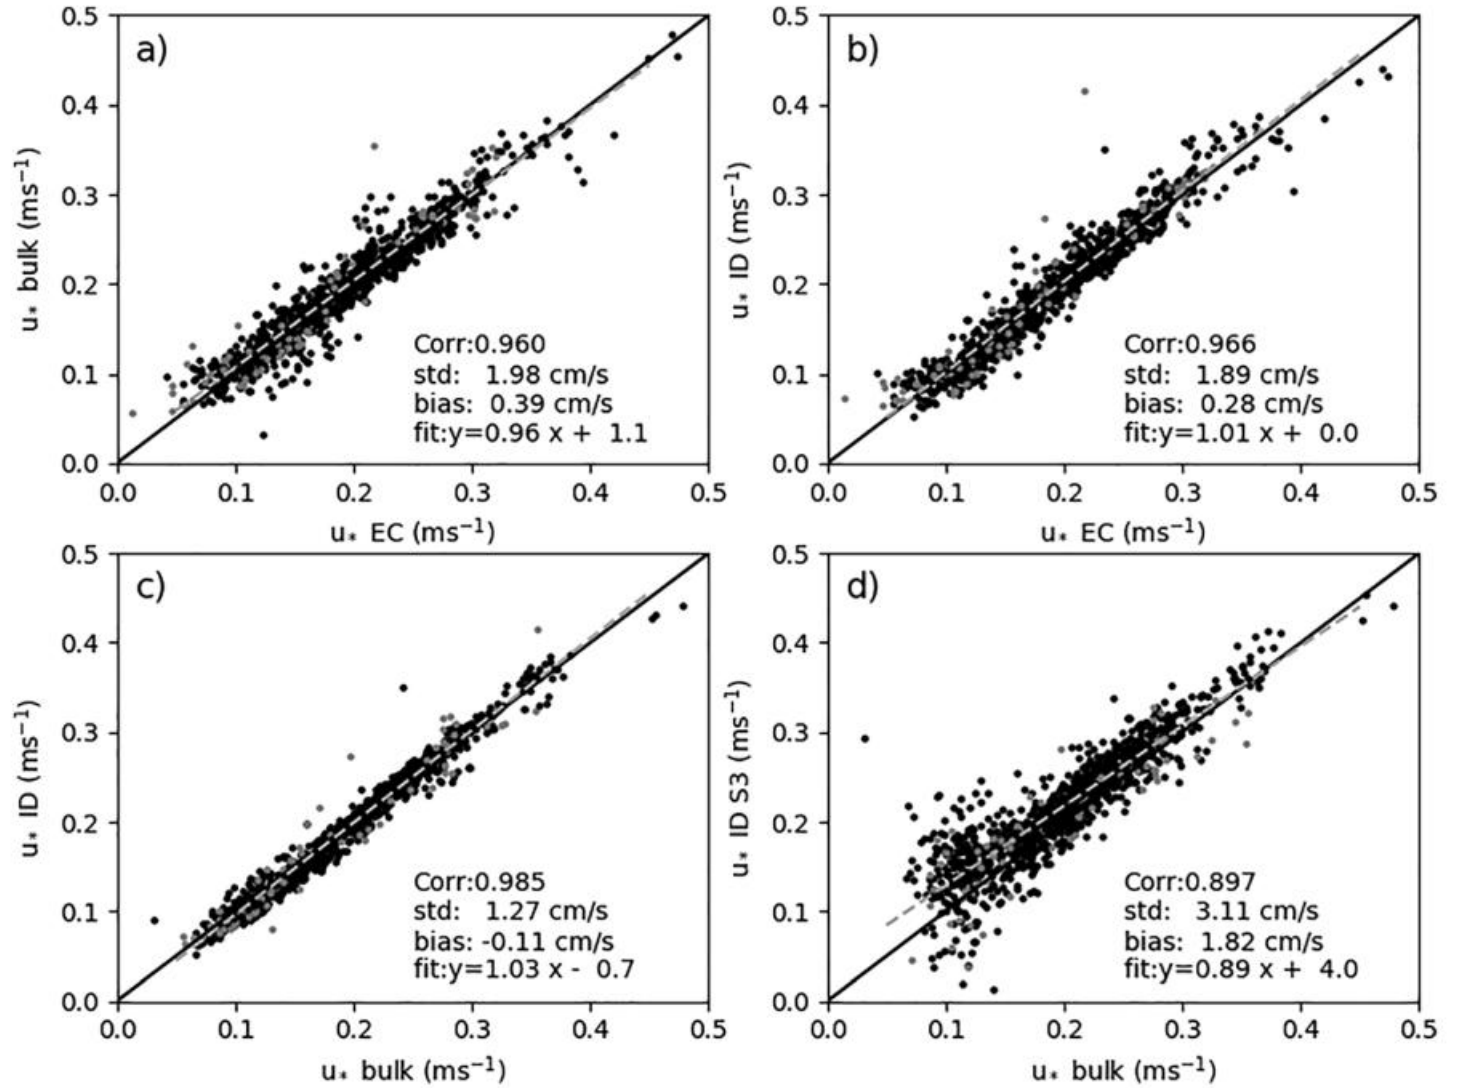 a)
0.5
0.4
0.3
0.2
0.1
0.0
u* bulk (ms⁻¹)
Corr:0.960
std: 1.98 cm/s
bias: 0.39 cm/s
fit:y=0.96 x + 1.1
0.0 0.1 0.2 0.3 0.4 0.5
u* EC (ms⁻¹)
b)
0.5
0.4
0.3
0.2
0.1
0.0
u* ID (ms⁻¹)
Corr:0.966
std: 1.89 cm/s
bias: 0.28 cm/s
fit:y=1.01 x + 0.0
0.0 0.1 0.2 0.3 0.4 0.5
u* EC (ms⁻¹)
c)
0.5
0.4
0.3
0.2
0.1
0.0
u* ID (ms⁻¹)
Corr:0.985
std: 1.27 cm/s
bias: -0.11 cm/s
fit:y=1.03 x - 0.7
0.0 0.1 0.2 0.3 0.4 0.5
u* bulk (ms⁻¹)
d)
0.5
0.4
0.3
0.2
0.1
0.0
u* ID S3 (ms⁻¹)
Corr:0.897
std: 3.11 cm/s
bias: 1.82 cm/s
fit:y=0.89 x + 4.0
0.0 0.1 0.2 0.3 0.4 0.5
u* bulk (ms⁻¹)